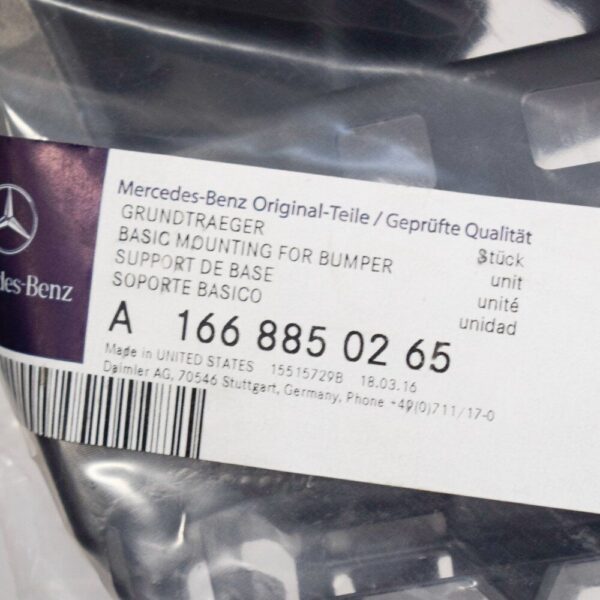 Mercedes-Benz Original-Teile / Geprüfte Qualität
GRUNDTRAEGER Stück
BASIC MOUNTING FOR BUMPER unit
SUPPORT DE BASE unité
SOPORTE BASICO unidad
A 166 885 02 65
Made in UNITED STATES 15515729B 18.03.16
Daimler AG, 70546 Stuttgart, Germany, Phone +49(0)711/17-0
des-Benz